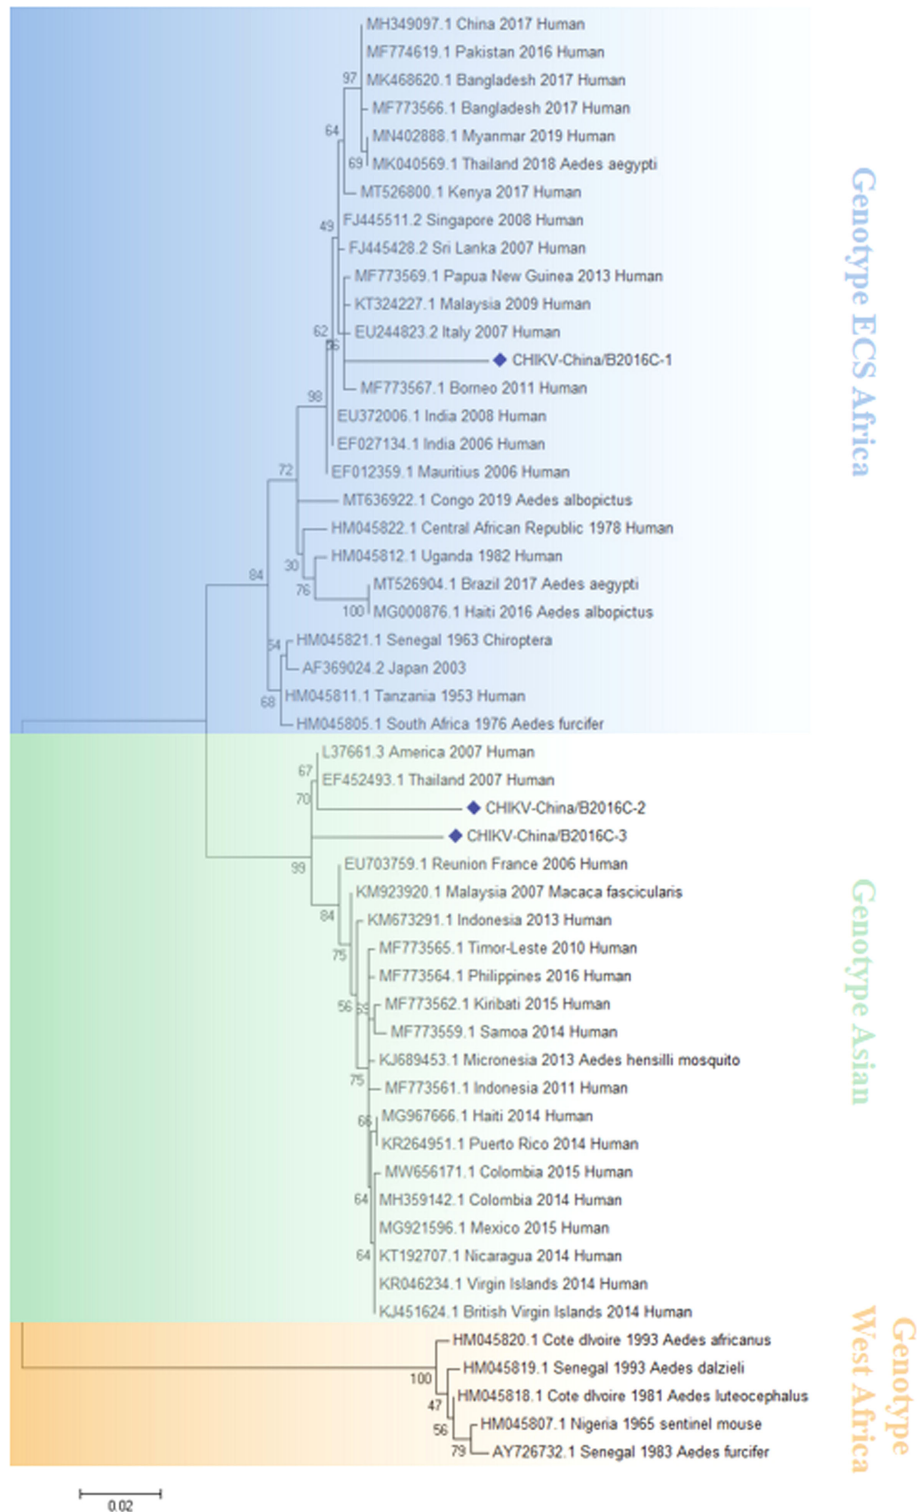 MH349097.1 China 2017 Human
MF774619.1 Pakistan 2016 Human
97
MK468620.1 Bangladesh 2017 Human
MF773566.1 Bangladesh 2017 Human
64
MN402888.1 Myanmar 2019 Human
69
MK040569.1 Thailand 2018 Aedes aegypti
MT526800.1 Kenya 2017 Human
49
FJ445511.2 Singapore 2008 Human
FJ445428.2 Sri Lanka 2007 Human
MF773569.1 Papua New Guinea 2013 Human
KT324227.1 Malaysia 2009 Human
62
EU244823.2 Italy 2007 Human
CHIKV-China/B2016C-1
MF773567.1 Borneo 2011 Human
98
EU372006.1 India 2008 Human
EF027134.1 India 2006 Human
72
EF012359.1 Mauritius 2006 Human
MT636922.1 Congo 2019 Aedes albopictus
HM045822.1 Central African Republic 1978 Human
30
HM045812.1 Uganda 1982 Human
84
76
MT526904.1 Brazil 2017 Aedes aegypti
100
MG000876.1 Haiti 2016 Aedes albopictus
54
HM045821.1 Senegal 1963 Chiroptera
AF369024.2 Japan 2003
68
HM045811.1 Tanzania 1953 Human
HM045805.1 South Africa 1976 Aedes furcifer
Genotype ECS Africa
L37661.3 America 2007 Human
67
EF452493.1 Thailand 2007 Human
70
CHIKV-China/B2016C-2
CHIKV-China/B2016C-3
99
EU703759.1 Reunion France 2006 Human
KM923920.1 Malaysia 2007 Macaca fascicularis
84
KM673291.1 Indonesia 2013 Human
75
MF773565.1 Timor-Leste 2010 Human
MF773564.1 Philippines 2016 Human
56
MF773562.1 Kiribati 2015 Human
MF773559.1 Samoa 2014 Human
KJ689453.1 Micronesia 2013 Aedes hensilli mosquito
75
MF773561.1 Indonesia 2011 Human
66
MG967666.1 Haiti 2014 Human
KR264951.1 Puerto Rico 2014 Human
MW656171.1 Colombia 2015 Human
64
MH359142.1 Colombia 2014 Human
MG921596.1 Mexico 2015 Human
64
KT192707.1 Nicaragua 2014 Human
KR046234.1 Virgin Islands 2014 Human
KJ451624.1 British Virgin Islands 2014 Human
Genotype Asian
HM045820.1 Cote dlvoire 1993 Aedes africanus
100
HM045819.1 Senegal 1993 Aedes dalzieli
47
HM045818.1 Cote dlvoire 1981 Aedes luteocephalus
56
HM045807.1 Nigeria 1965 sentinel mouse
79
AY726732.1 Senegal 1983 Aedes furcifer
Genotype
West Africa
0.02